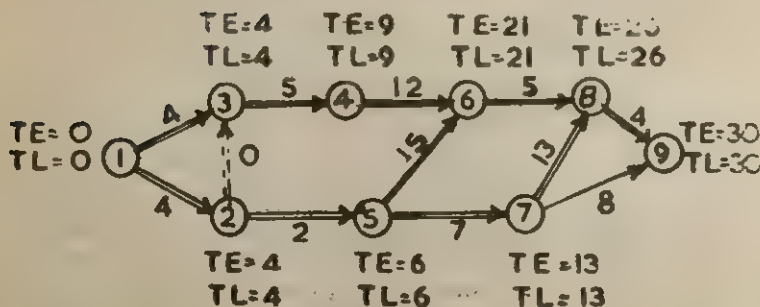 TE=4 TE=9 TE=21
TL=4 TL=9 TL=21 TL=26
3 5 4 12 6 5 8
4 4
TE=0 TE=30
TL=0 1 0 15 13 9 TL=30
4 8
2 2 5 7 7
TE=4 TE=6 TE=13
TL=4 TL=6 TL=13